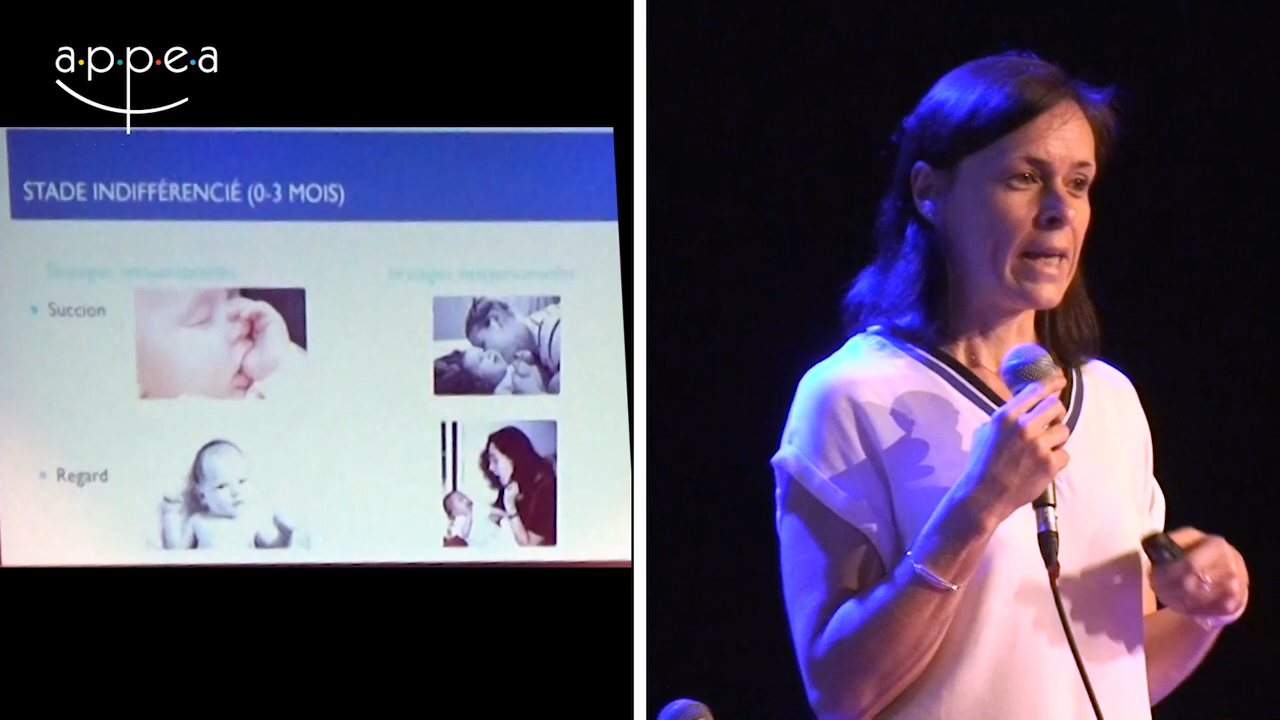 a·p·p·e·a
STADE INDIFFÉRENCIÉ (0-3 MOIS)
Succion
Regard